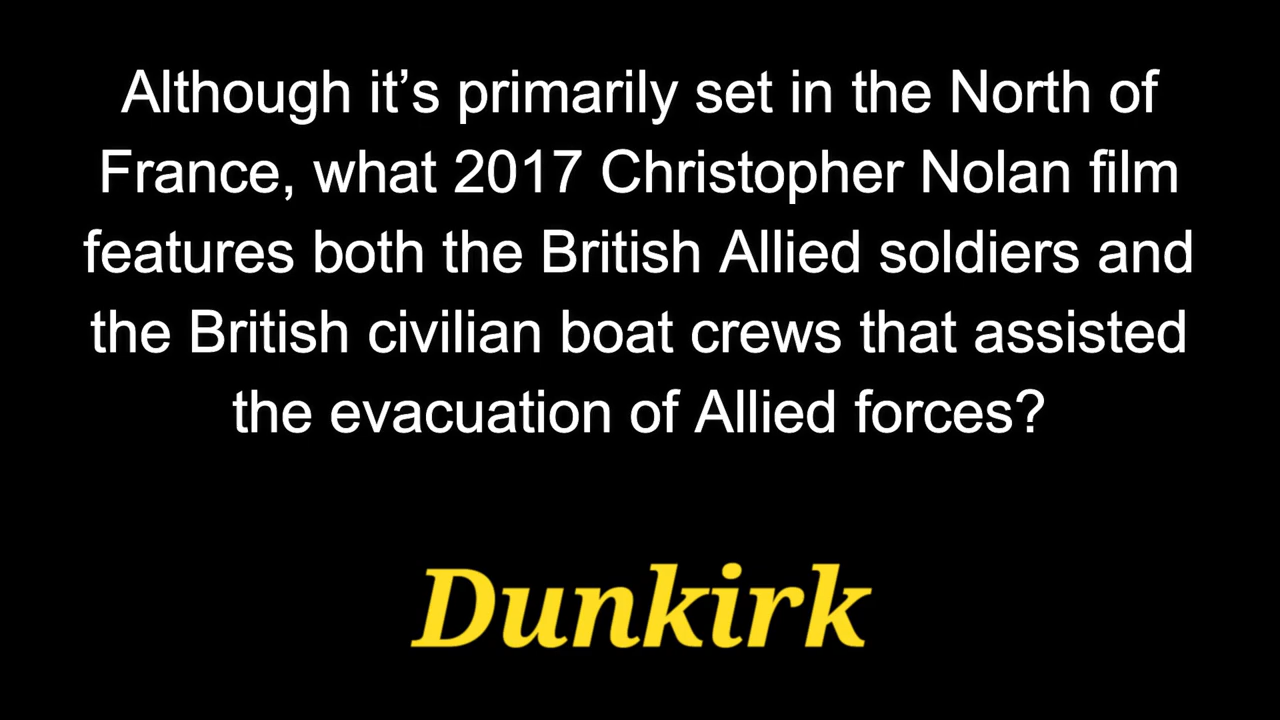 Although it’s primarily set in the North of
France, what 2017 Christopher Nolan film
features both the British Allied soldiers and
the British civilian boat crews that assisted
the evacuation of Allied forces?
Dunkirk